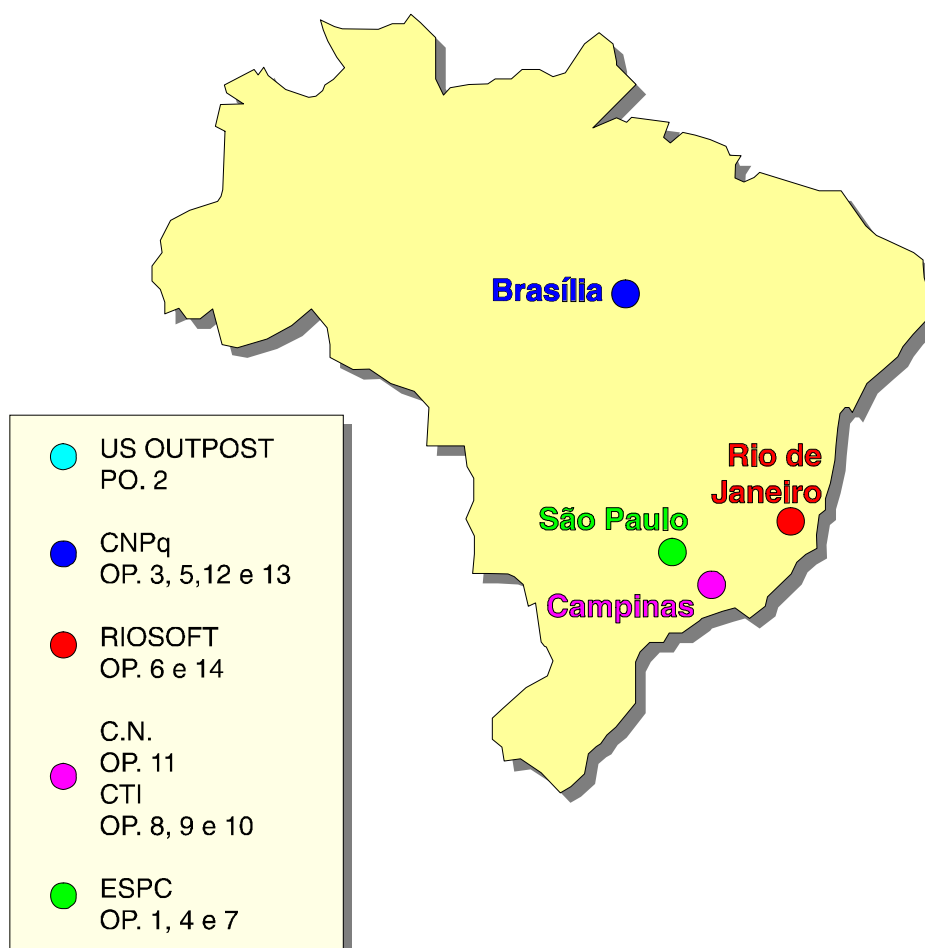 Brasília
Rio de
Janeiro
São Paulo
Campinas
US OUTPOST
PO. 2
CNPq
OP. 3, 5,12 e 13
RIOSOFT
OP. 6 e 14
C.N.
OP. 11
CTI
OP. 8, 9 e 10
ESPC
OP. 1, 4 e 7